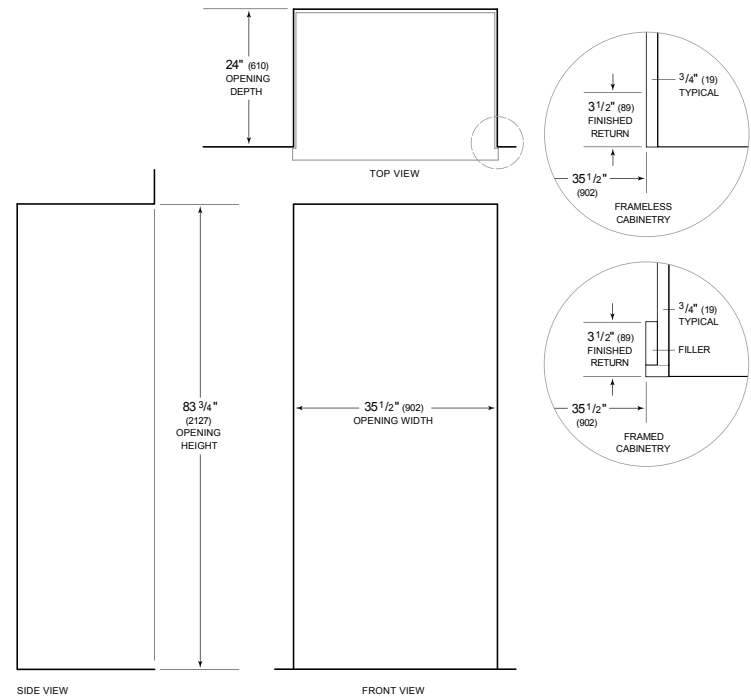 24" (610)
OPENING
DEPTH
TOP VIEW
3/4" (19)
TYPICAL
3 1/2" (89)
FINISHED
RETURN
35 1/2"
(902)
FRAMELESS
CABINETRY
3/4" (19)
TYPICAL
3 1/2" (89)
FINISHED
RETURN
FILLER
35 1/2"
(902)
FRAMED
CABINETRY
83 3/4"
(2127)
OPENING
HEIGHT
35 1/2" (902)
OPENING WIDTH
SIDE VIEW
FRONT VIEW